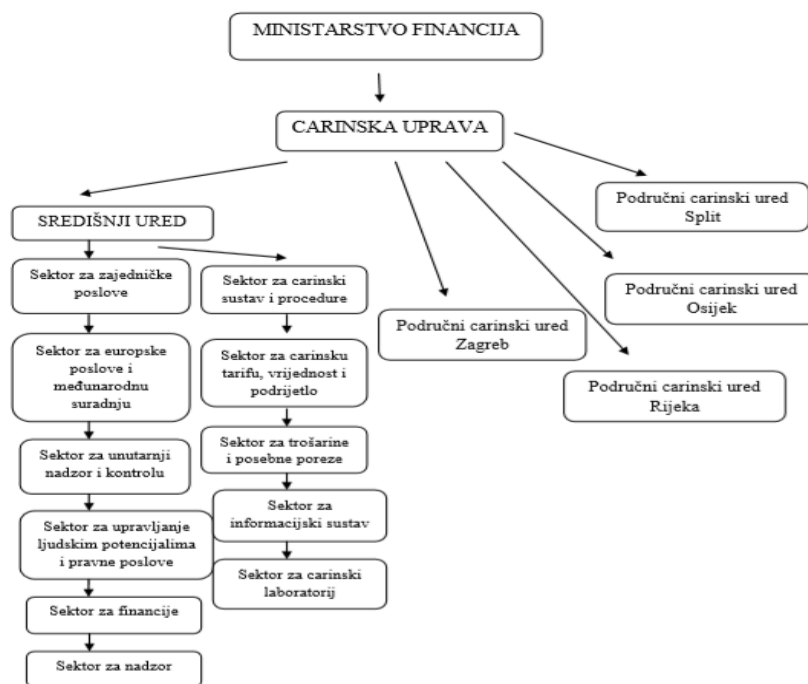 MINISTARSTVO FINANCIJA
CARINSKA UPRAVA
SREDIŠNJI URED
Sektor za zajedničke
poslove
Sektor za europske
poslove i
međunarodnu
suradnju
Sektor za unutarnji
nadzor i kontrolu
Sektor za upravljanje
ljudskim potencijalima
i pravne poslove
Sektor za financije
Sektor za nadzor
Sektor za carinski
sustav i procedure
Sektor za carinsku
tarifu, vrijednost i
podrijetlo
Sektor za trošarine
i posebne poreze
Sektor za
informacijski sustav
Sektor za carinski
laboratorij
Područni carinski ured
Zagreb
Područni carinski ured
Rijeka
Područni carinski ured
Osijek
Područni carinski ured
Split